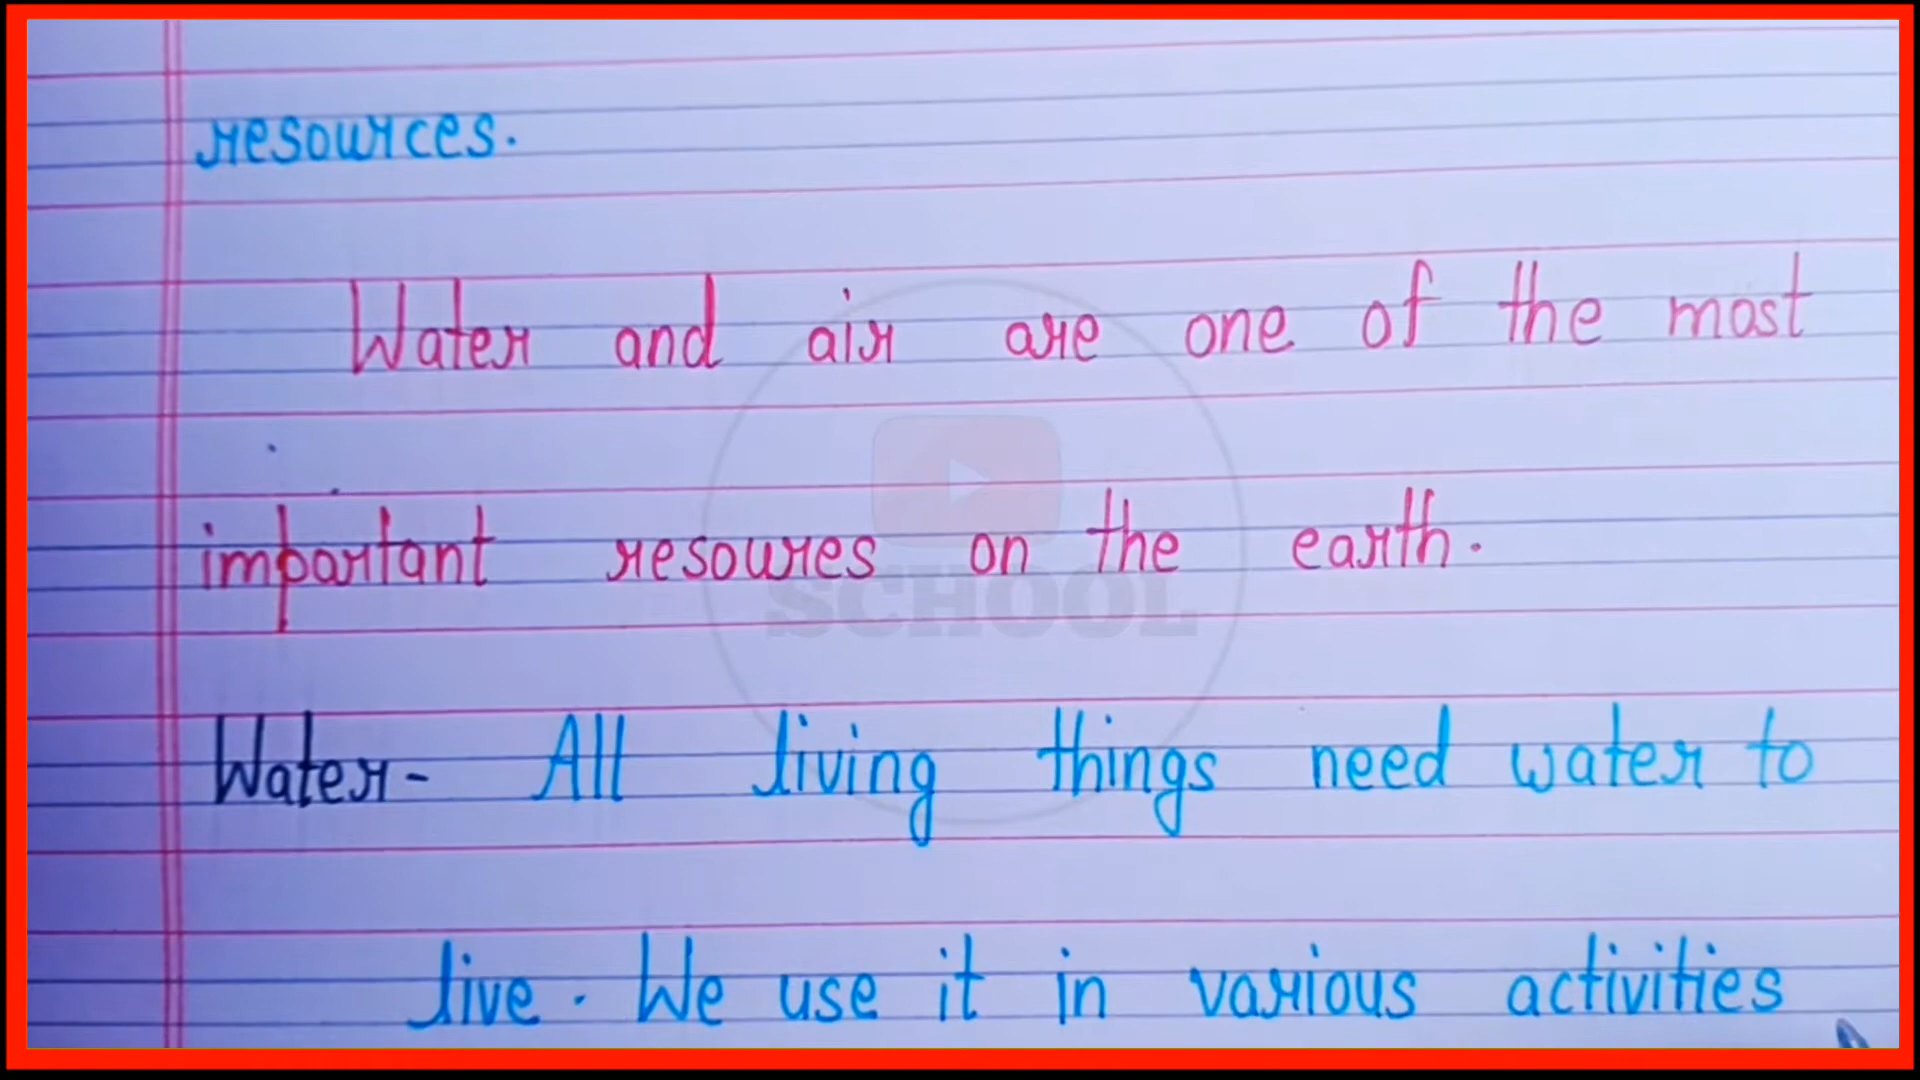 resources.
Water and air are one of the most
important resoures on the earth.
SCHOOL
Water- All living things need water to
live. We use it in various activities